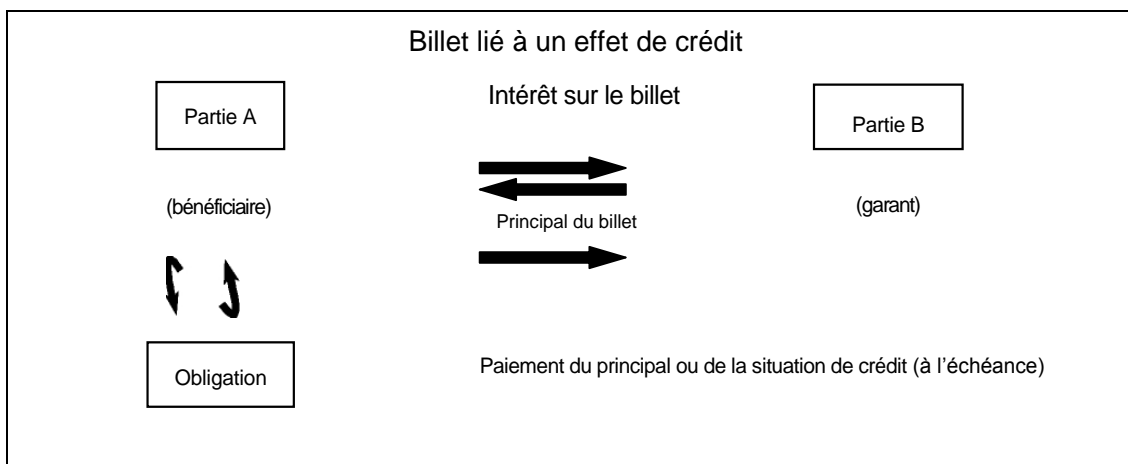 Billet lié à un effet de crédit
Intérêt sur le billet
Partie A
Partie B
(bénéficiaire)
(garant)
Principal du billet
Obligation
Paiement du principal ou de la situation de crédit (à l'échéance)